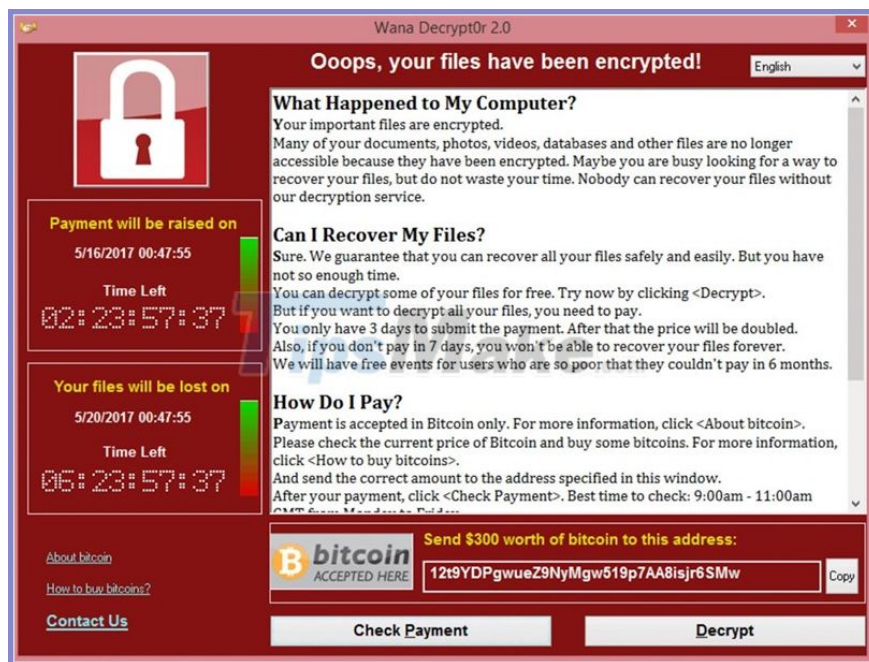 Wana Decrypt0r 2.0
Ooops, your files have been encrypted!
English
What Happened to My Computer?
Your important files are encrypted.
Many of your documents, photos, videos, databases and other files are no longer
accessible because they have been encrypted. Maybe you are busy looking for a way to
recover your files, but do not waste your time. Nobody can recover your files without
our decryption service.
Can I Recover My Files?
Sure. We guarantee that you can recover all your files safely and easily. But you have
not so enough time.
You can decrypt some of your files for free. Try now by clicking <Decrypt>.
But if you want to decrypt all your files, you need to pay.
You only have 3 days to submit the payment. After that the price will be doubled.
Also, if you don't pay in 7 days, you won't be able to recover your files forever.
We will have free events for users who are so poor that they couldn't pay in 6 months.
How Do I Pay?
Payment is accepted in Bitcoin only. For more information, click <About bitcoin>.
Please check the current price of Bitcoin and buy some bitcoins. For more information,
click <How to buy bitcoins>.
And send the correct amount to the address specified in this window.
After your payment, click <Check Payment>. Best time to check: 9:00am - 11:00am
GMT from Monday to Friday
Payment will be raised on
5/16/2017 00:47:55
Time Left
02:23:57:37
Your files will be lost on
5/20/2017 00:47:55
Time Left
06:23:57:37
About bitcoin
How to buy bitcoins?
Contact Us
bitcoin
ACCEPTED HERE
Send $300 worth of bitcoin to this address:
12t9YDPgwueZ9NyMgw519p7AA8isjr6SMw
Copy
Check Payment
Decrypt
TipsMake.com